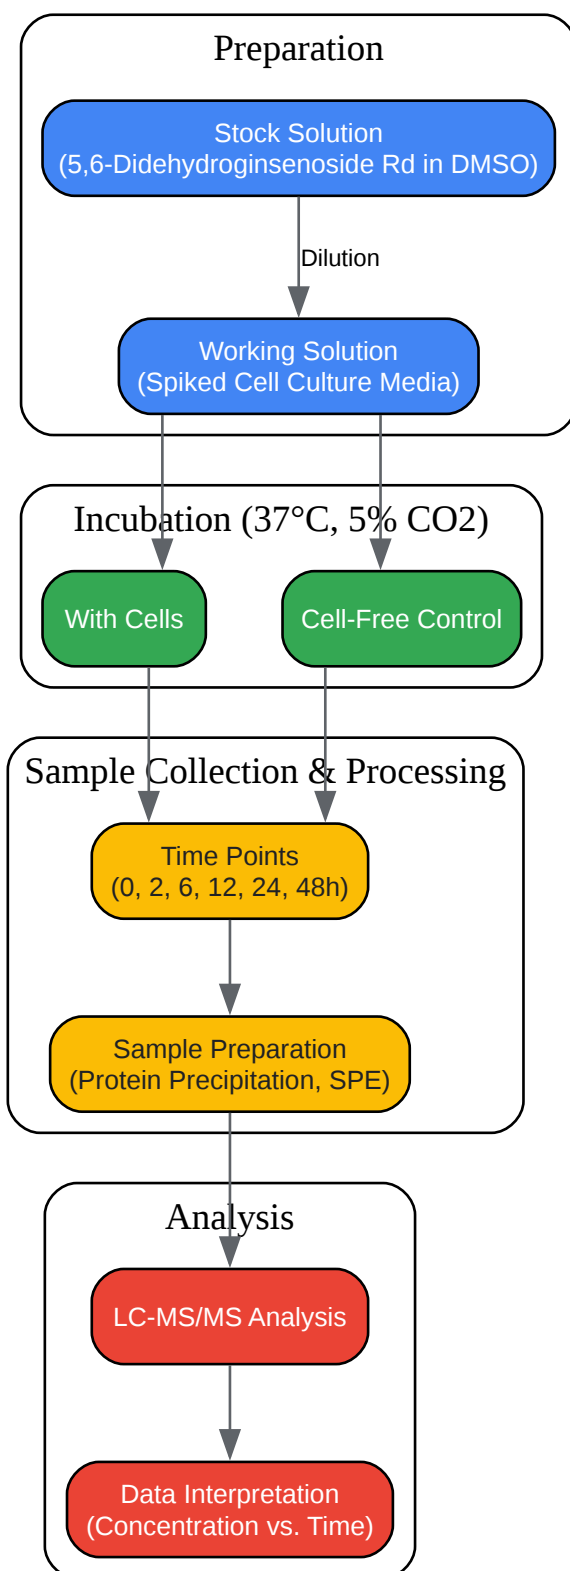 Preparation
Stock Solution
(5,6-Didehydroginsenoside Rd in DMSO)
Dilution
Working Solution
(Spiked Cell Culture Media)
Incubation (37°C, 5% CO2)
With Cells
Cell-Free Control
Sample Collection & Processing
Time Points
(0, 2, 6, 12, 24, 48h)
Sample Preparation
(Protein Precipitation, SPE)
Analysis
LC-MS/MS Analysis
Data Interpretation
(Concentration vs. Time)